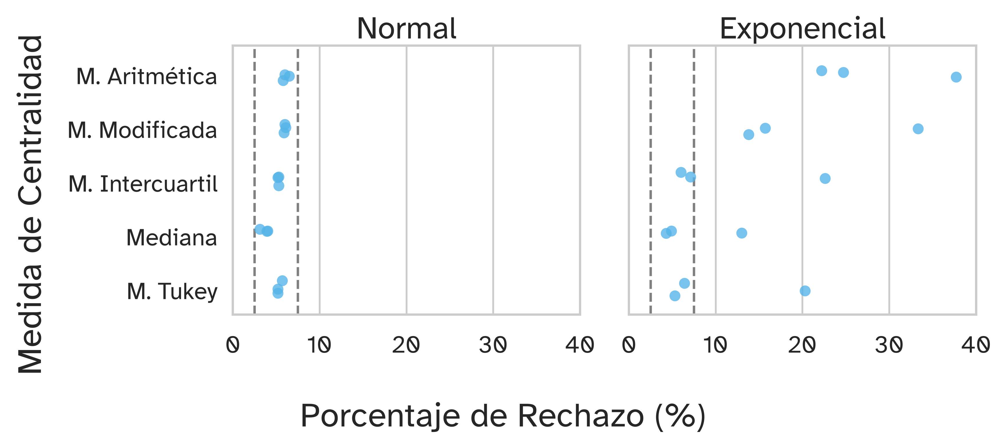 Normal
Exponencial
Medida de Centralidad
M. Aritmética
M. Modificada
M. Intercuartil
Mediana
M. Tukey
0 10 20 30 40
0 10 20 30 40
Porcentaje de Rechazo (%)